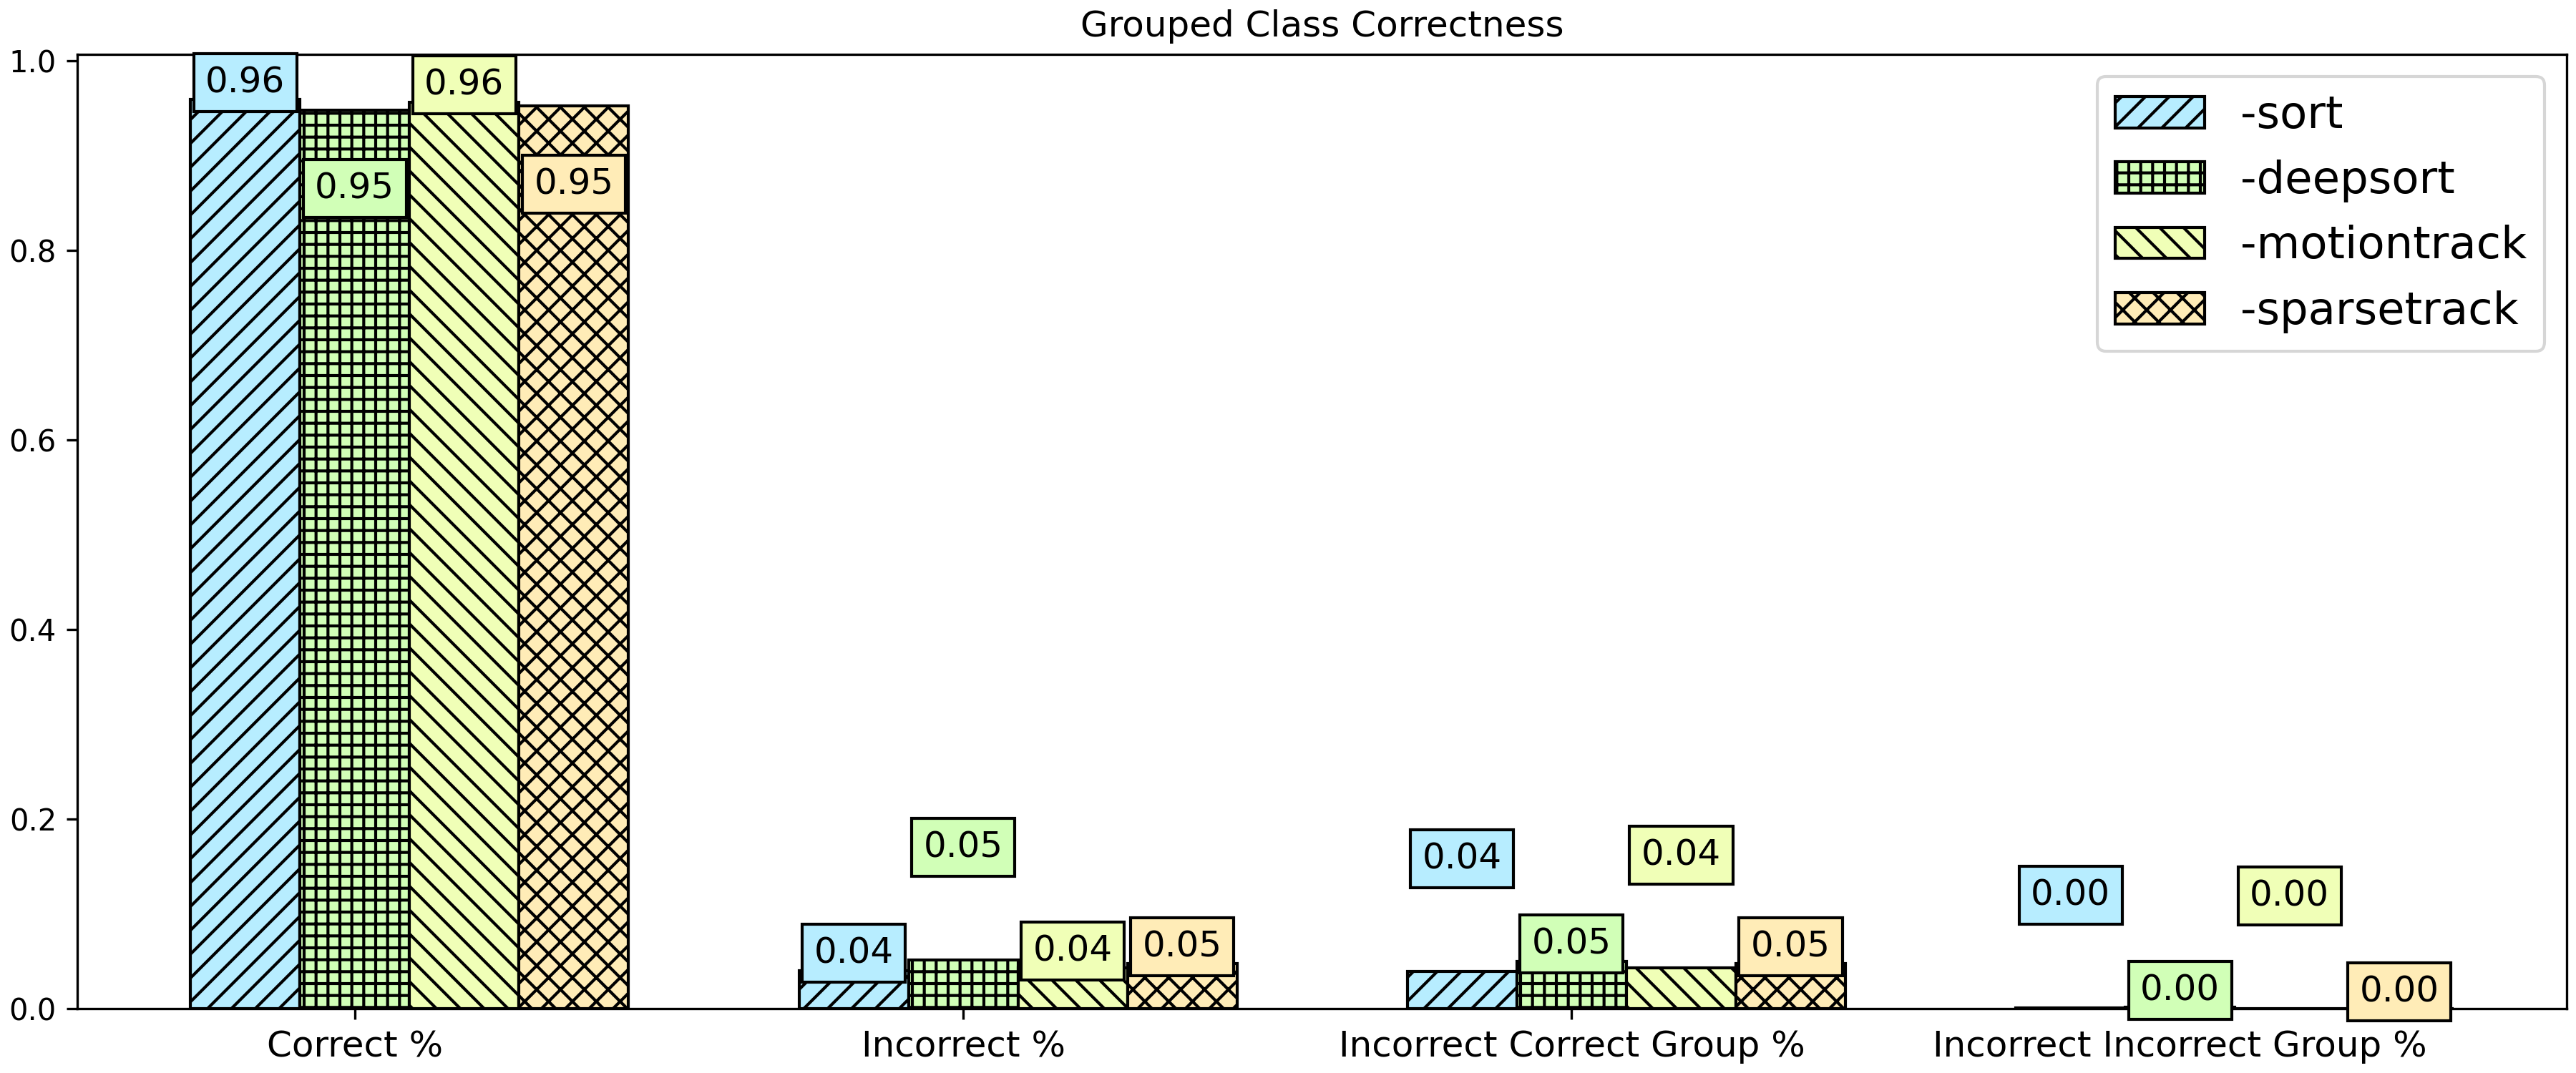 Grouped Class Correctness
1.0
0.8
0.6
0.4
0.2
0.0
0.96
0.95
0.96
0.95
0.04
0.05
0.04
0.05
0.04
0.05
0.04
0.05
0.00
0.00
0.00
0.00
-sort
-deepsort
-motiontrack
-sparsetrack
Correct %
Incorrect %
Incorrect Correct Group %
Incorrect Incorrect Group %